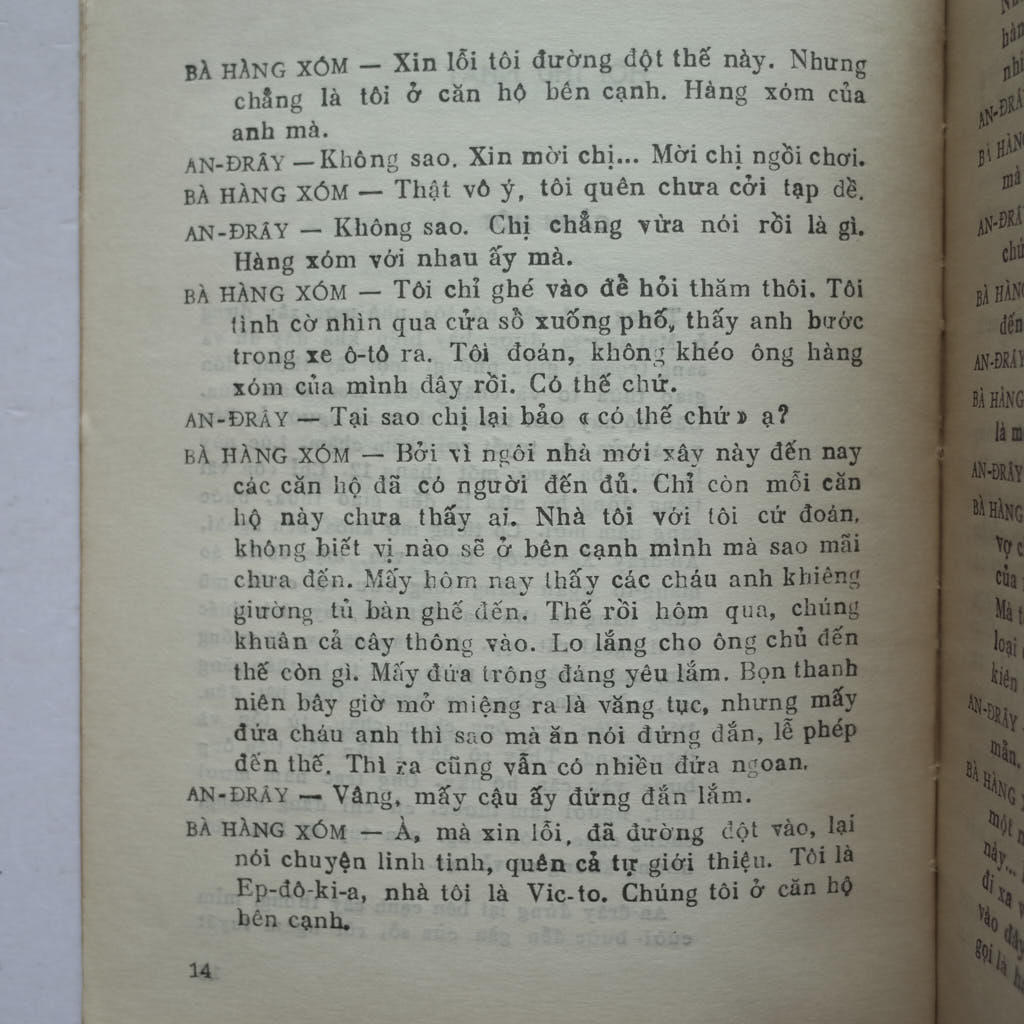 BÀ HÀNG XÓM — Xin lỗi tôi đường đột thế này. Nhưng
chẳng là tôi ở căn hộ bên cạnh. Hàng xóm của
anh mà.
AN-ĐRÂY — Không sao. Xin mời chị... Mời chị ngồi chơi.
BÀ HÀNG XÓM — Thật vô ý, tôi quên chưa cởi tạp dề.
AN-ĐRÂY — Không sao. Chị chẳng vừa nói rồi là gì.
Hàng xóm với nhau ấy mà.
BÀ HÀNG XÓM — Tôi chỉ ghé vào để hỏi thăm thôi. Tôi
tình cờ nhìn qua cửa sổ xuống phố, thấy anh bước
trong xe ô-tô ra. Tôi đoán, không khéo ông hàng
xóm của mình đây rồi. Có thế chứ.
AN-ĐRÂY — Tại sao chị lại bảo « có thế chứ » ạ?
BÀ HÀNG XÓM — Bởi vì ngôi nhà mới xây này đến nay
các căn hộ đã có người đến đủ. Chỉ còn mỗi căn
hộ này chưa thấy ai. Nhà tôi với tôi cứ đoán,
không biết vị nào sẽ ở bên cạnh mình mà sao mãi
chưa đến. Mấy hôm nay thấy các cháu anh khiêng
giường tủ bàn ghế đến. Thế rồi hôm qua, chúng
khuân cả cây thông vào. Lo lắng cho ông chủ đến
thế còn gì. Mấy đứa trông đáng yêu lắm. Bọn thanh
niên bây giờ mở miệng ra là văng tục, nhưng mấy
đứa cháu anh thì sao mà ăn nói đứng đắn, lễ phép
đến thế. Thì ra cũng vẫn có nhiều đứa ngoan.
AN-ĐRÂY — Vâng, mấy cậu ấy đứng đắn lắm.
BÀ HÀNG XÓM — À, mà xin lỗi, đã đường đột vào, lại
nói chuyện linh tinh, quên cả tự giới thiệu. Tôi là
Ep-đô-ki-a, nhà tôi là Vic-to. Chúng tôi ở căn hộ
bên cạnh.
14